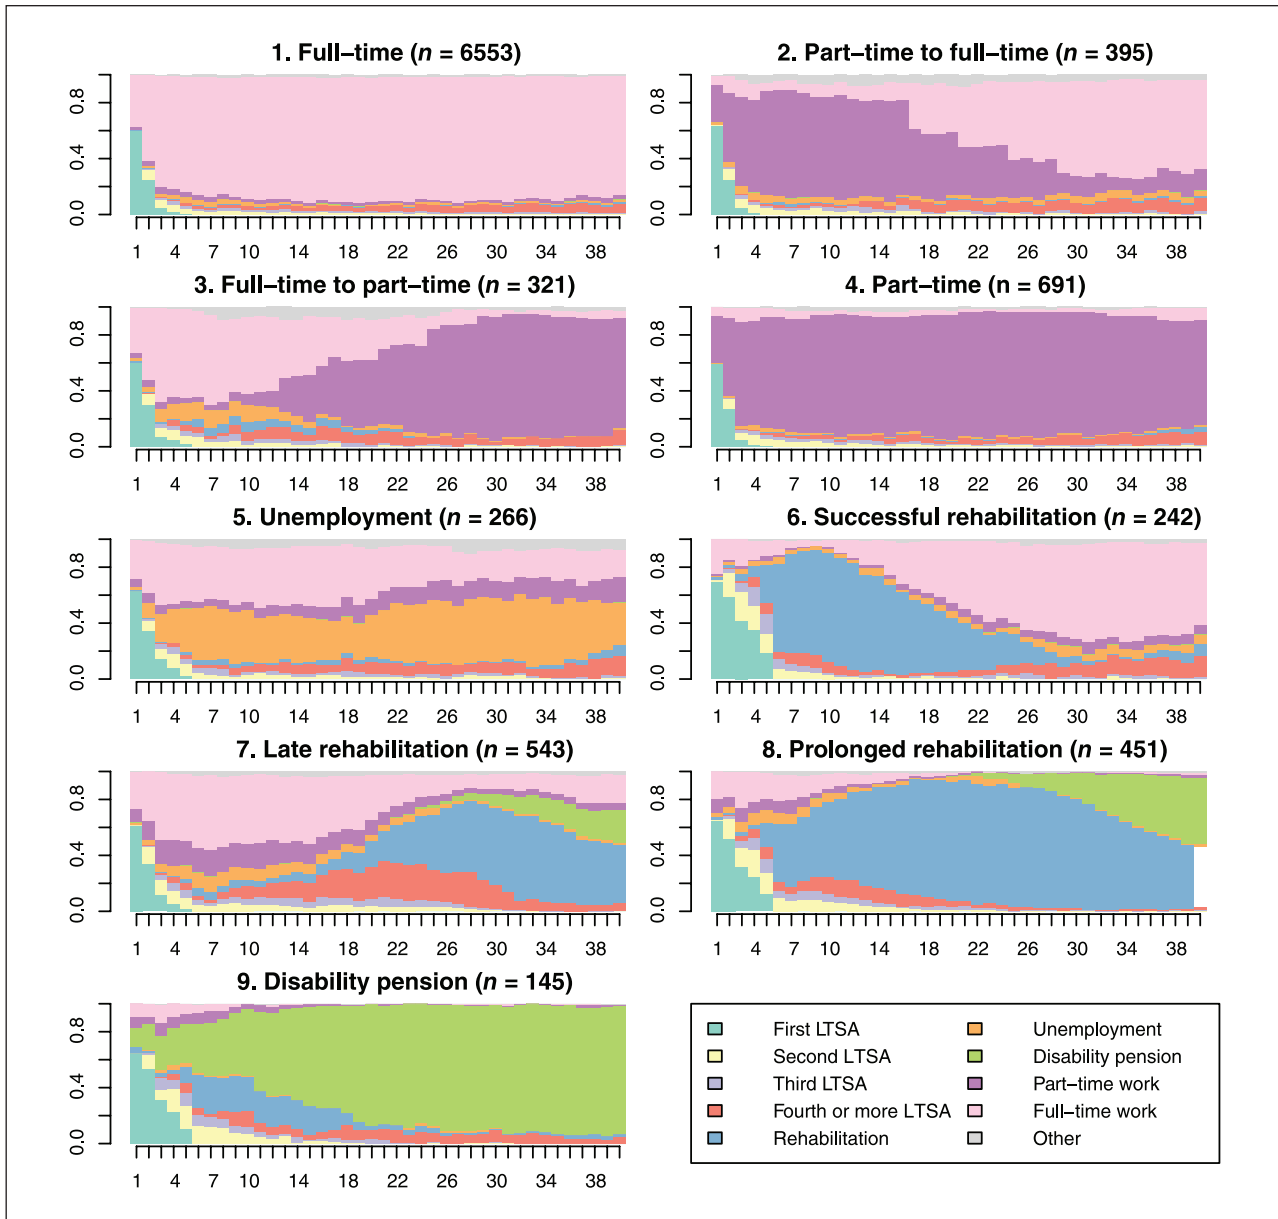 1. Full–time (n = 6553)
2. Part–time to full–time (n = 395)
0.0 0.4 0.8
0.0 0.4 0.8
1 4 7 10 14 18 22 26 30 34 38
1 4 7 10 14 18 22 26 30 34 38
3. Full–time to part–time (n = 321)
4. Part–time (n = 691)
0.0 0.4 0.8
0.0 0.4 0.8
1 4 7 10 14 18 22 26 30 34 38
1 4 7 10 14 18 22 26 30 34 38
5. Unemployment (n = 266)
6. Successful rehabilitation (n = 242)
0.0 0.4 0.8
0.0 0.4 0.8
1 4 7 10 14 18 22 26 30 34 38
1 4 7 10 14 18 22 26 30 34 38
7. Late rehabilitation (n = 543)
8. Prolonged rehabilitation (n = 451)
0.0 0.4 0.8
0.0 0.4 0.8
1 4 7 10 14 18 22 26 30 34 38
1 4 7 10 14 18 22 26 30 34 38
9. Disability pension (n = 145)
0.0 0.4 0.8
1 4 7 10 14 18 22 26 30 34 38
First LTSA
Second LTSA
Third LTSA
Fourth or more LTSA
Rehabilitation
Unemployment
Disability pension
Part–time work
Full–time work
Other